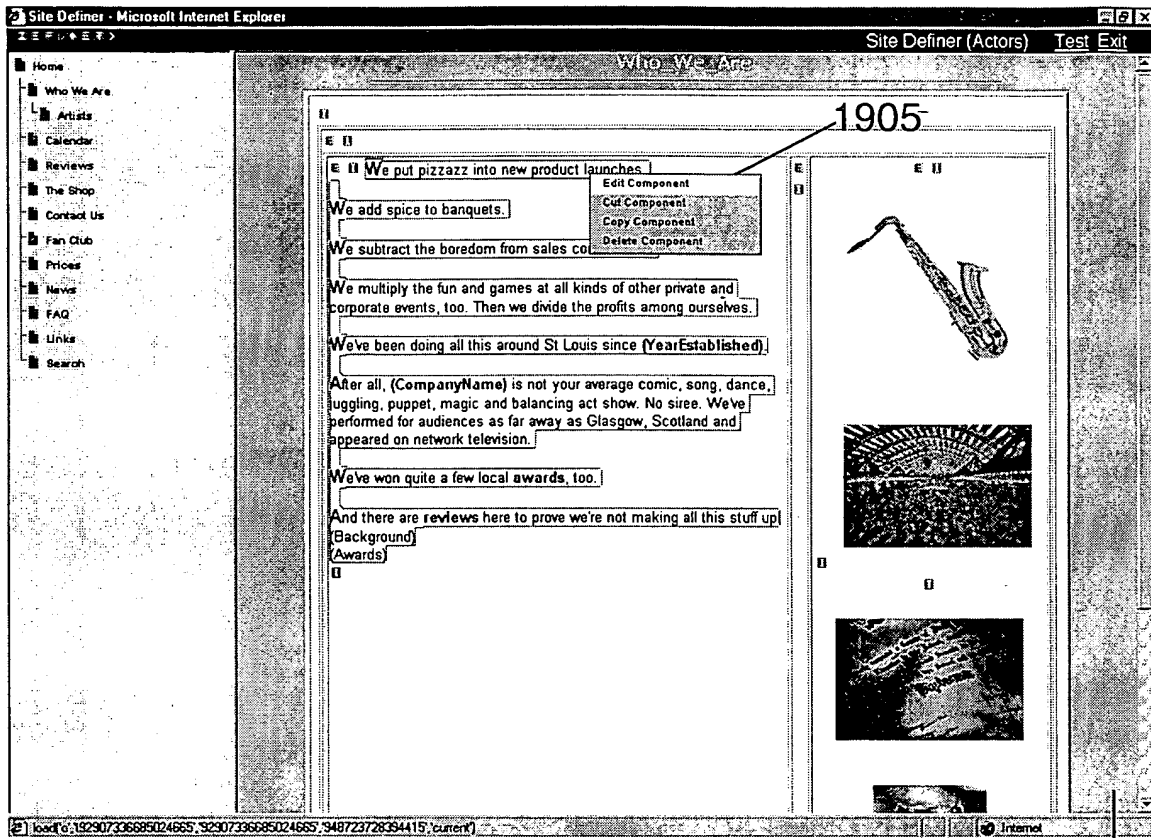 Site Definer - Microsoft Internet Explorer
Site Definer (Actors) Test Exit
Home
Who We Are
Artists
Calendar
Reviews
The Shop
Contact Us
Fan Club
Prices
News
FAQ
Links
Search
Who We Are
1905
E
E
We put pizzazz into new product launches.
Edit Component
Cut Component
Copy Component
Delete Component
We add spice to banquets.
We subtract the boredom from sales co
We multiply the fun and games at all kinds of other private and
corporate events, too. Then we divide the profits among ourselves.
We've been doing all this around St Louis since (YearEstablished).
After all, (CompanyName) is not your average comic, song, dance,
juggling, puppet, magic and balancing act show. No siree. We've
performed for audiences as far away as Glasgow, Scotland and
appeared on network television.
We've won quite a few local awards, too.
And there are reviews here to prove we're not making all this stuff up!
(Background)
(Awards)
E
E
load('o','192907336685024665','92907336685024665','948723728394415','current')
Internet